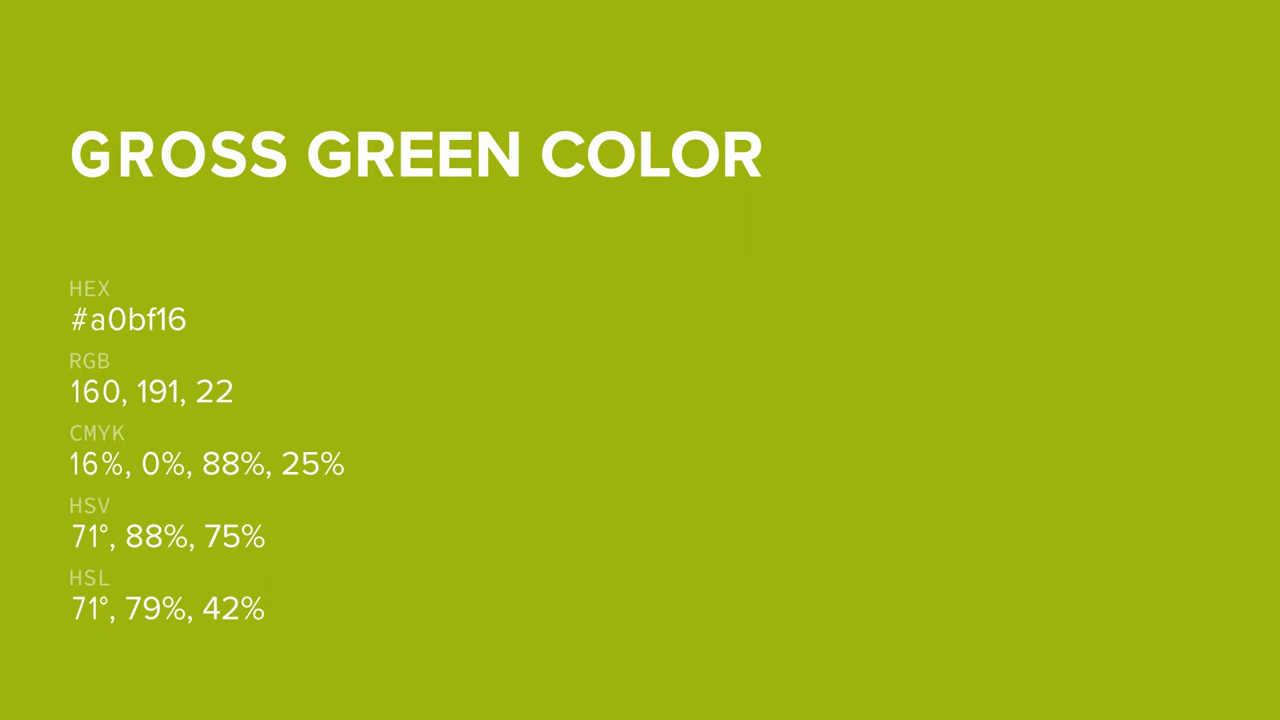 GROSS GREEN COLOR
HEX
#a0bf16
RGB
160, 191, 22
CMYK
16%, 0%, 88%, 25%
HSV
71°, 88%, 75%
HSL
71°, 79%, 42%